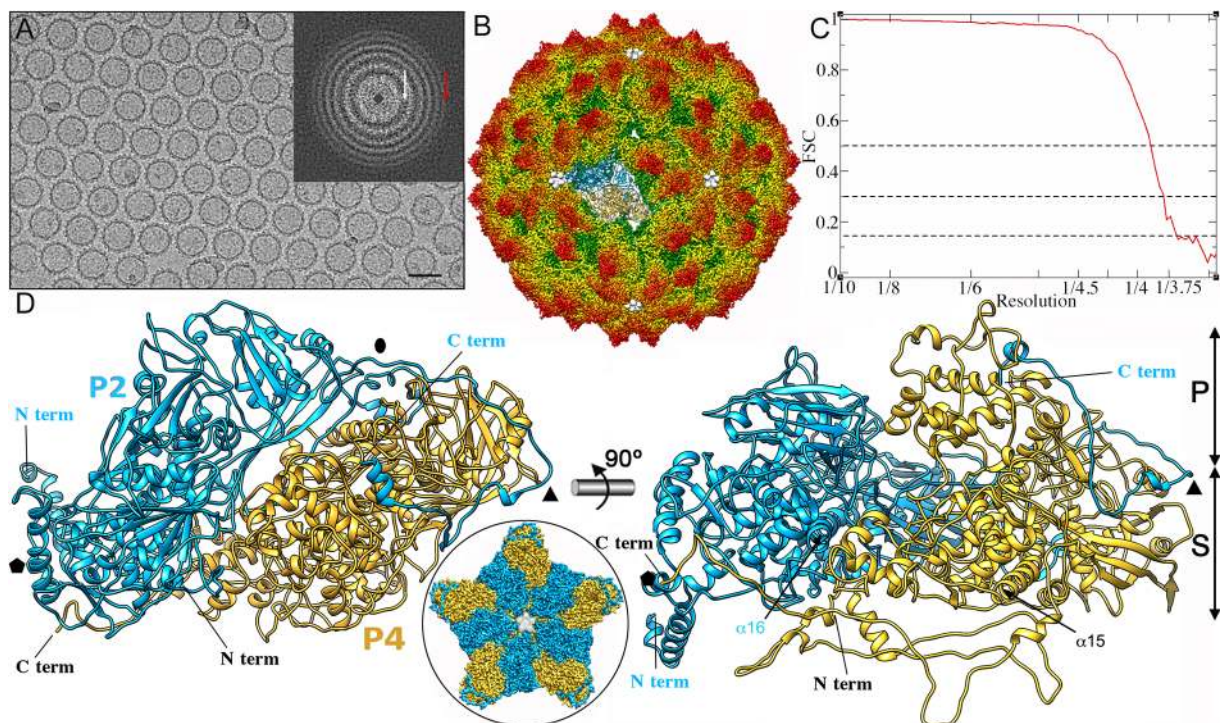 A
B
C
1
0.8
0.6
0.4
0.2
0
FSC
1/10
1/8
1/6
1/4.5
1/4
1/3.75
Resolution
D
P2
N term
C term
P4
N term
C term
90º
C term
P
S
C term
N term
α16
N term
α15